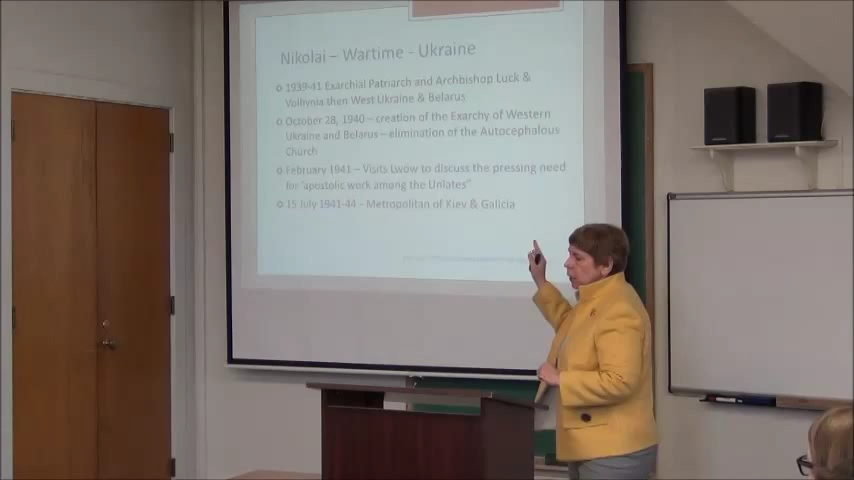 Nikolai – Wartime - Ukraine
1939-41 Exarchial Patriarch and Archbishop Luck &
Volhynia then West Ukraine & Belarus
October 28, 1940 – creation of the Exarchy of Western
Ukraine and Belarus – elimination of the Autocephalous
Church
February 1941 – Visits Lwów to discuss the pressing need
for "apostolic work among the Uniates"
15 July 1941-44 - Metropolitan of Kiev & Galicia